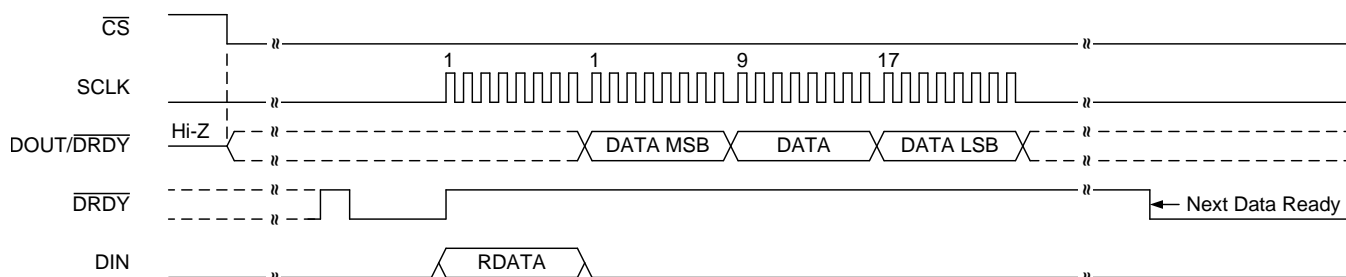 CS
1 1 9 17
SCLK
Hi-Z
DOUT/DRDY DATA MSB DATA DATA LSB
DRDY Next Data Ready
DIN RDATA